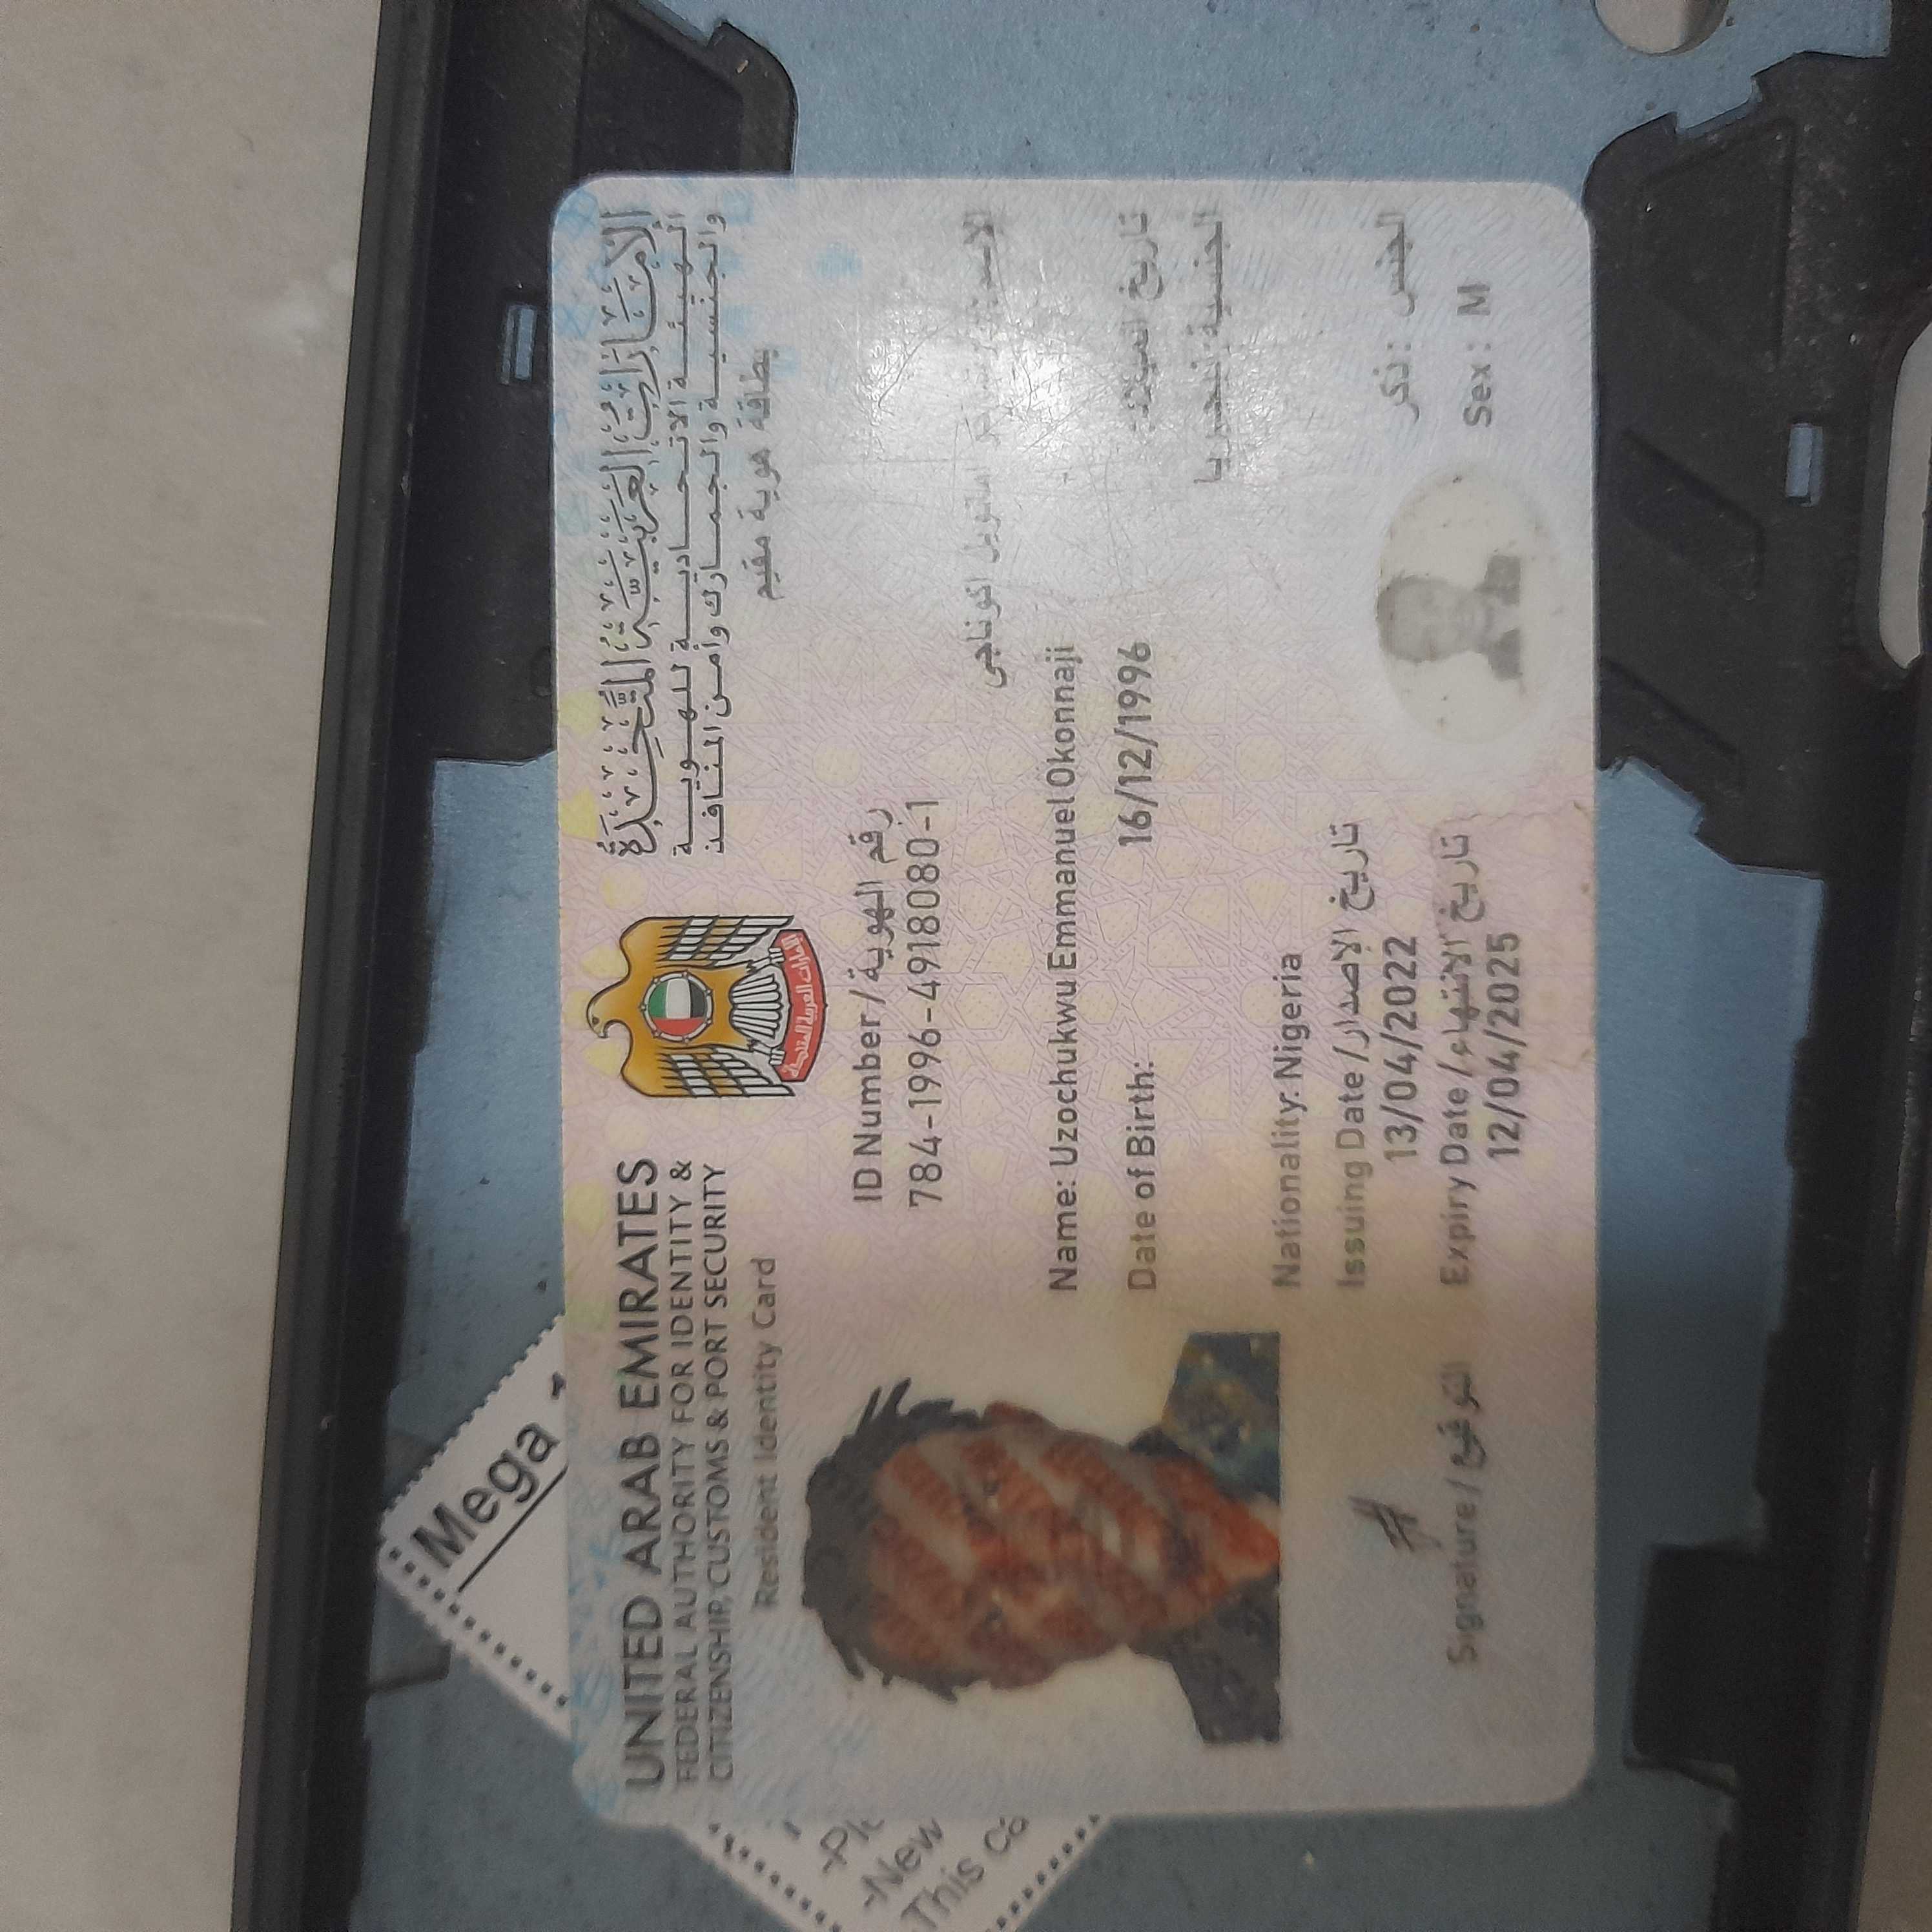 Mega
-New
This ca
UNITED ARAB EMIRATES
FEDERAL AUTHORITY FOR IDENTITY &
CITIZENSHIP, CUSTOMS & PORT SECURITY
Resident Identity Card
الإمارات العربية المتحدة
الإمارات العربية المتحدة
الهيئة الاتحادية للهوية
والجنسية والجمارك وأمن المنافذ
بطاقة هوية مقيم
ID Number / رقم الهوية
784-1996-4918080-1
الاسم: امانويل اكوناجى
Name: Uzochukwu Emmanuel Okonnaji
Date of Birth: 16/12/1996 تاريخ الميلاد:
الجنسية: نيجيريا
Nationality: Nigeria
Issuing Date / تاريخ الإصدار
13/04/2022
Expiry Date / تاريخ الانتهاء
12/04/2025
Signature / التوقيع
الجنس: ذكر
Sex: M